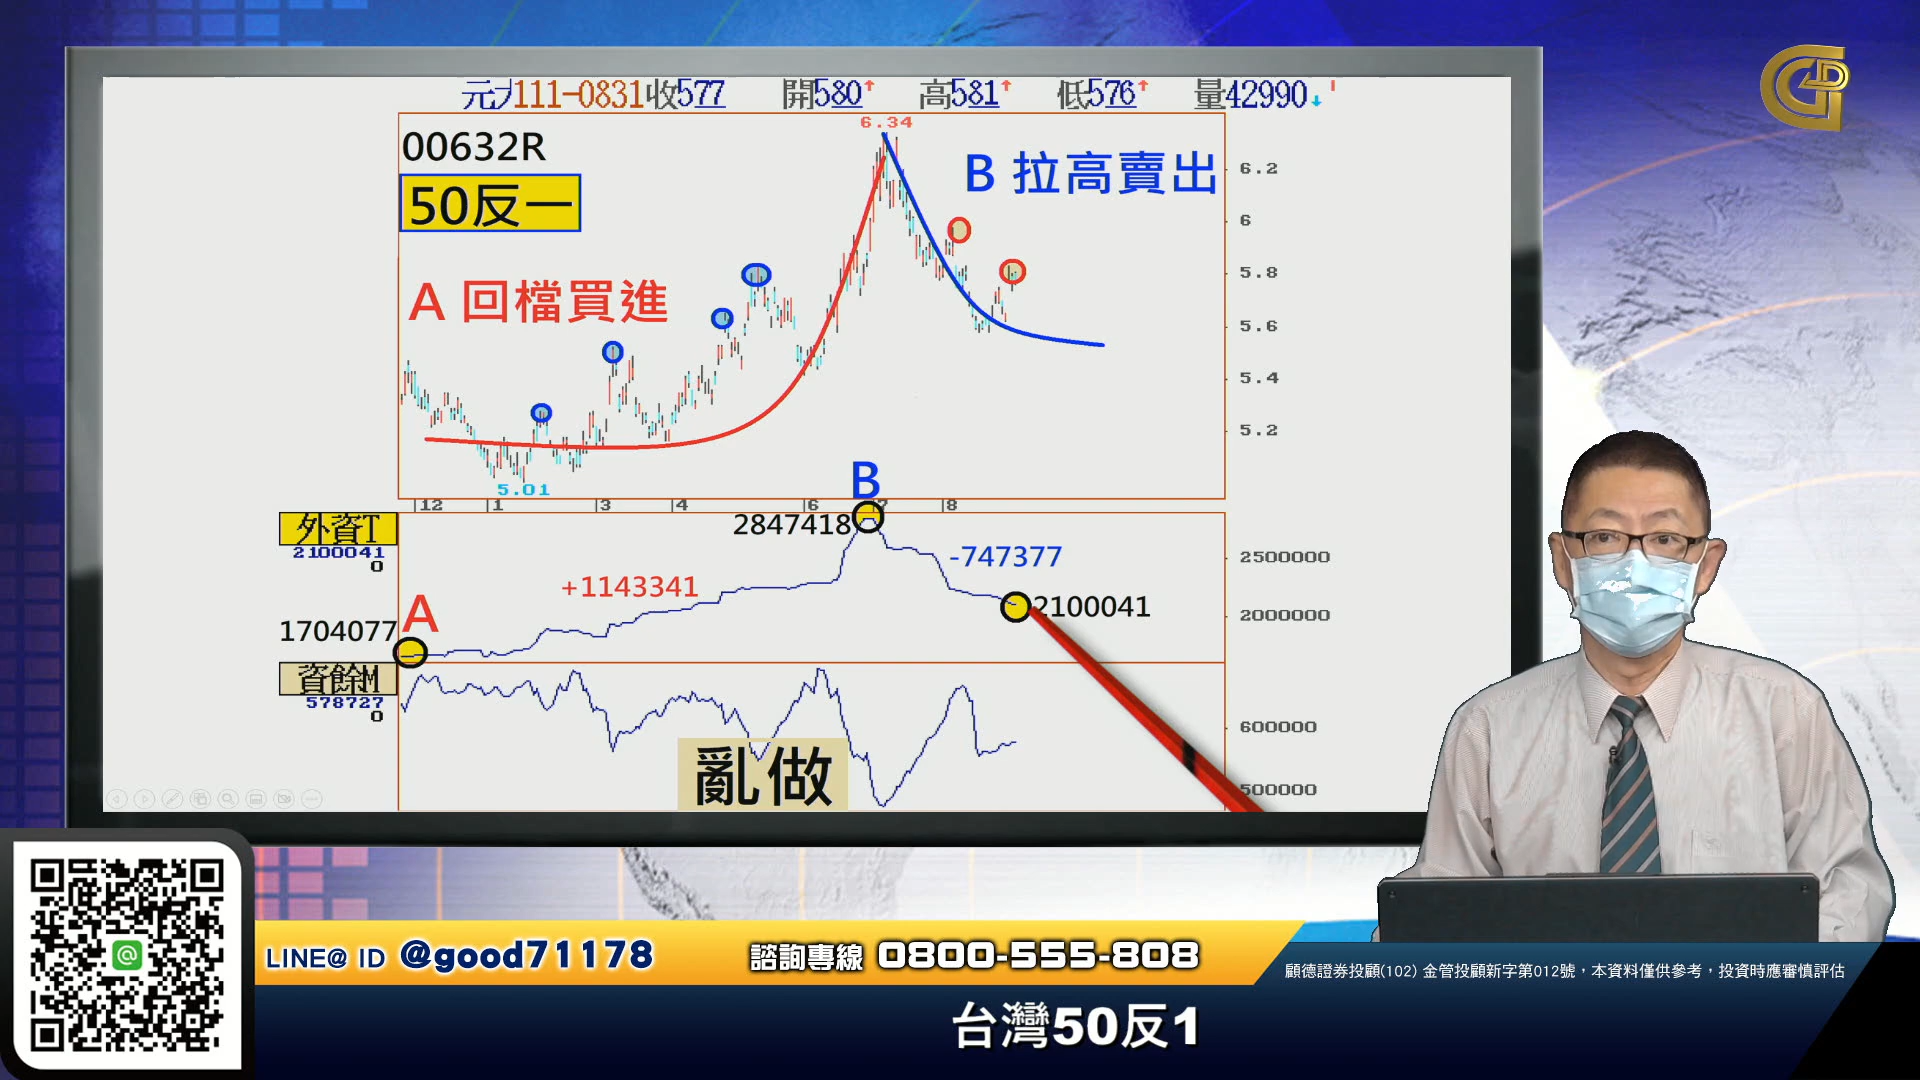 元大111-0831收577 開580↑ 高581↑ 低576↑ 量42990↓
6.34
00632R
50反一
B 拉高賣出
A 回檔買進
6.2
6
5.8
5.6
5.4
5.2
5.01
12 1 3 4 6 7 8
外資T
2100041
0
B
2847418
-747377
+1143341
A
1704077
2100041
2500000
2000000
資餘M
578727
0
亂做
600000
500000
LINE@ ID @good71178
諮詢專線 0800-555-808
顧德證券投顧(102) 金管投顧新字第012號，本資料僅供參考，投資時應審慎評估
台灣50反1